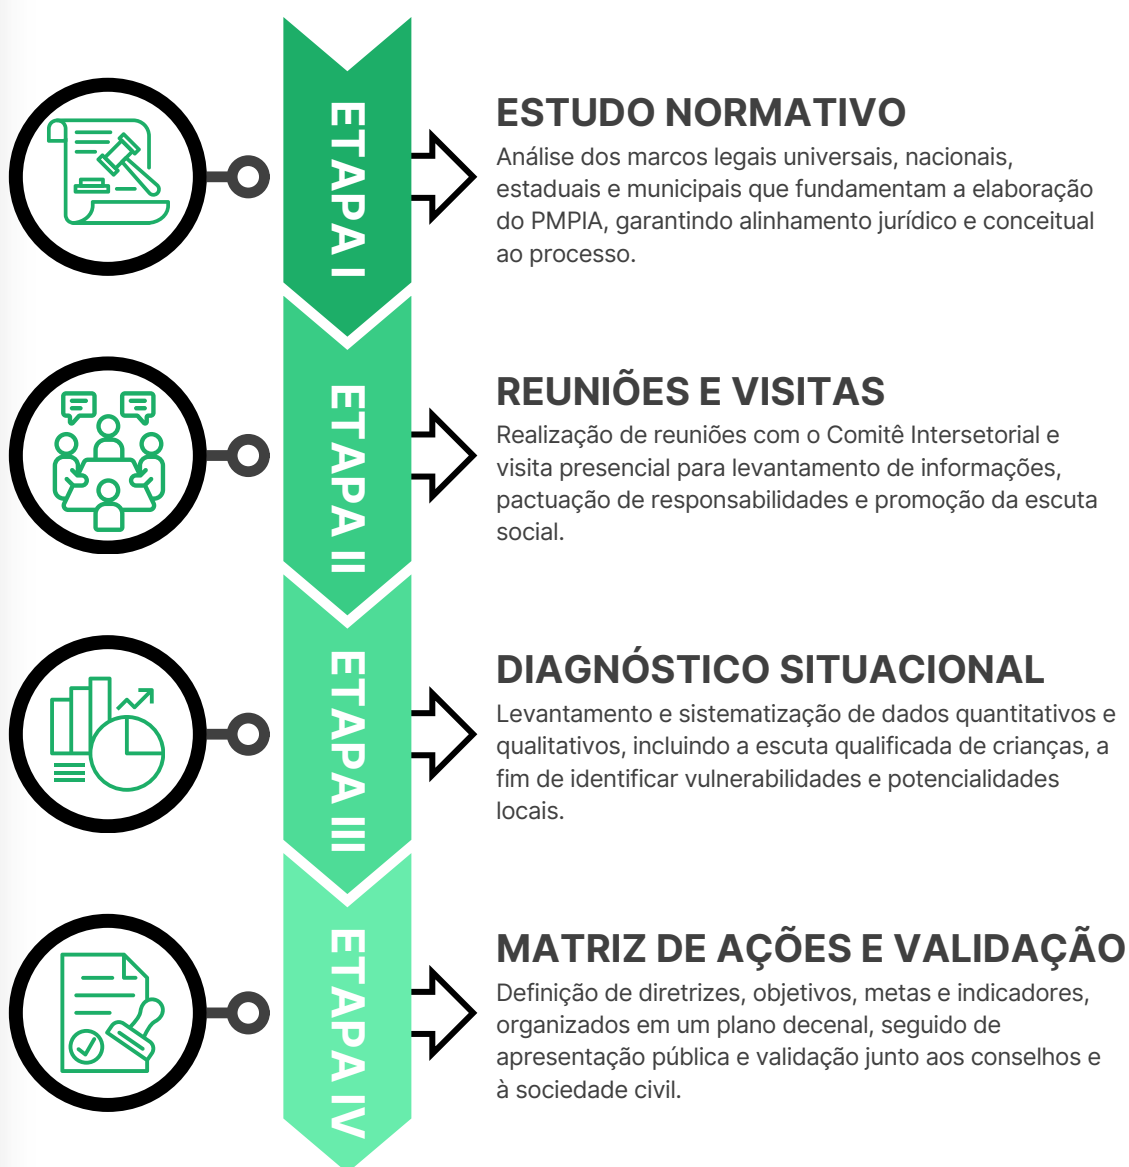 ETAPA I
ESTUDO NORMATIVO
Análise dos marcos legais universais, nacionais,
estaduais e municipais que fundamentam a elaboração
do PMPIA, garantindo alinhamento jurídico e conceitual
ao processo.
ETAPA II
REUNIÕES E VISITAS
Realização de reuniões com o Comitê Intersetorial e
visita presencial para levantamento de informações,
pactuação de responsabilidades e promoção da escuta
social.
ETAPA III
DIAGNÓSTICO SITUACIONAL
Levantamento e sistematização de dados quantitativos e
qualitativos, incluindo a escuta qualificada de crianças, a
fim de identificar vulnerabilidades e potencialidades
locais.
ETAPA IV
MATRIZ DE AÇÕES E VALIDAÇÃO
Definição de diretrizes, objetivos, metas e indicadores,
organizados em um plano decenal, seguido de
apresentação pública e validação junto aos conselhos e
à sociedade civil.